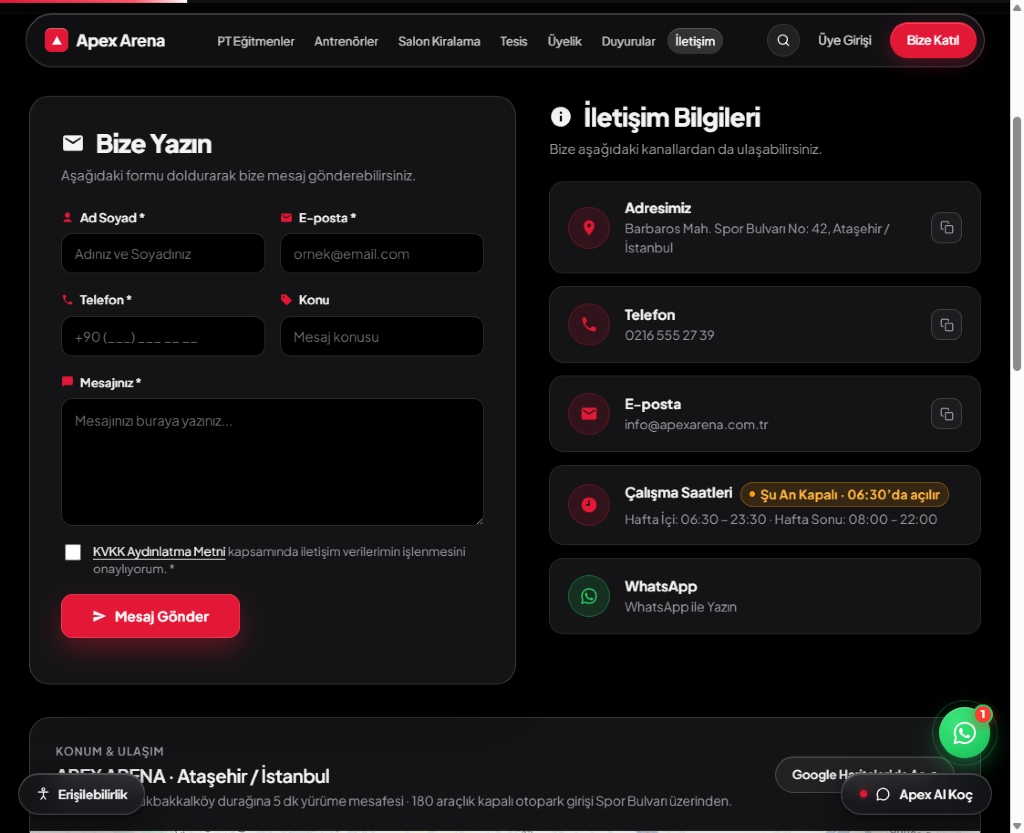 Apex Arena
PT Eğitmenler
Antrenörler
Salon Kiralama
Tesis
Üyelik
Duyurular
İletişim
Üye Girişi
Bize Katıl
Bize Yazın
Aşağıdaki formu doldurarak bize mesaj gönderebilirsiniz.
Ad Soyad *
E-posta *
Adınız ve Soyadınız
ornek@email.com
Telefon *
Konu
+90 (_ _ _) _ _ _ _ _ _ _
Mesaj konusu
Mesajınız *
Mesajınızı buraya yazınız...
KVKK Aydınlatma Metni kapsamında iletişim verilerimin işlenmesini
onaylıyorum. *
Mesaj Gönder
İletişim Bilgileri
Bize aşağıdaki kanallardan da ulaşabilirsiniz.
Adresimiz
Barbaros Mah. Spor Bulvarı No: 42, Ataşehir /
İstanbul
Telefon
0216 555 27 39
E-posta
info@apexarena.com.tr
Çalışma Saatleri
Şu An Kapalı · 06:30'da açılır
Hafta İçi: 06:30 – 23:30 · Hafta Sonu: 08:00 – 22:00
WhatsApp
WhatsApp ile Yazın
1
KONUM & ULAŞIM
APEX ARENA · Ataşehir / İstanbul
durağına 5 dk yürüme mesafesi · 180 araçlık kapalı otopark girişi Spor Bulvarı üzerinden.
Google
Erişilebilirlik
Apex AI Koç